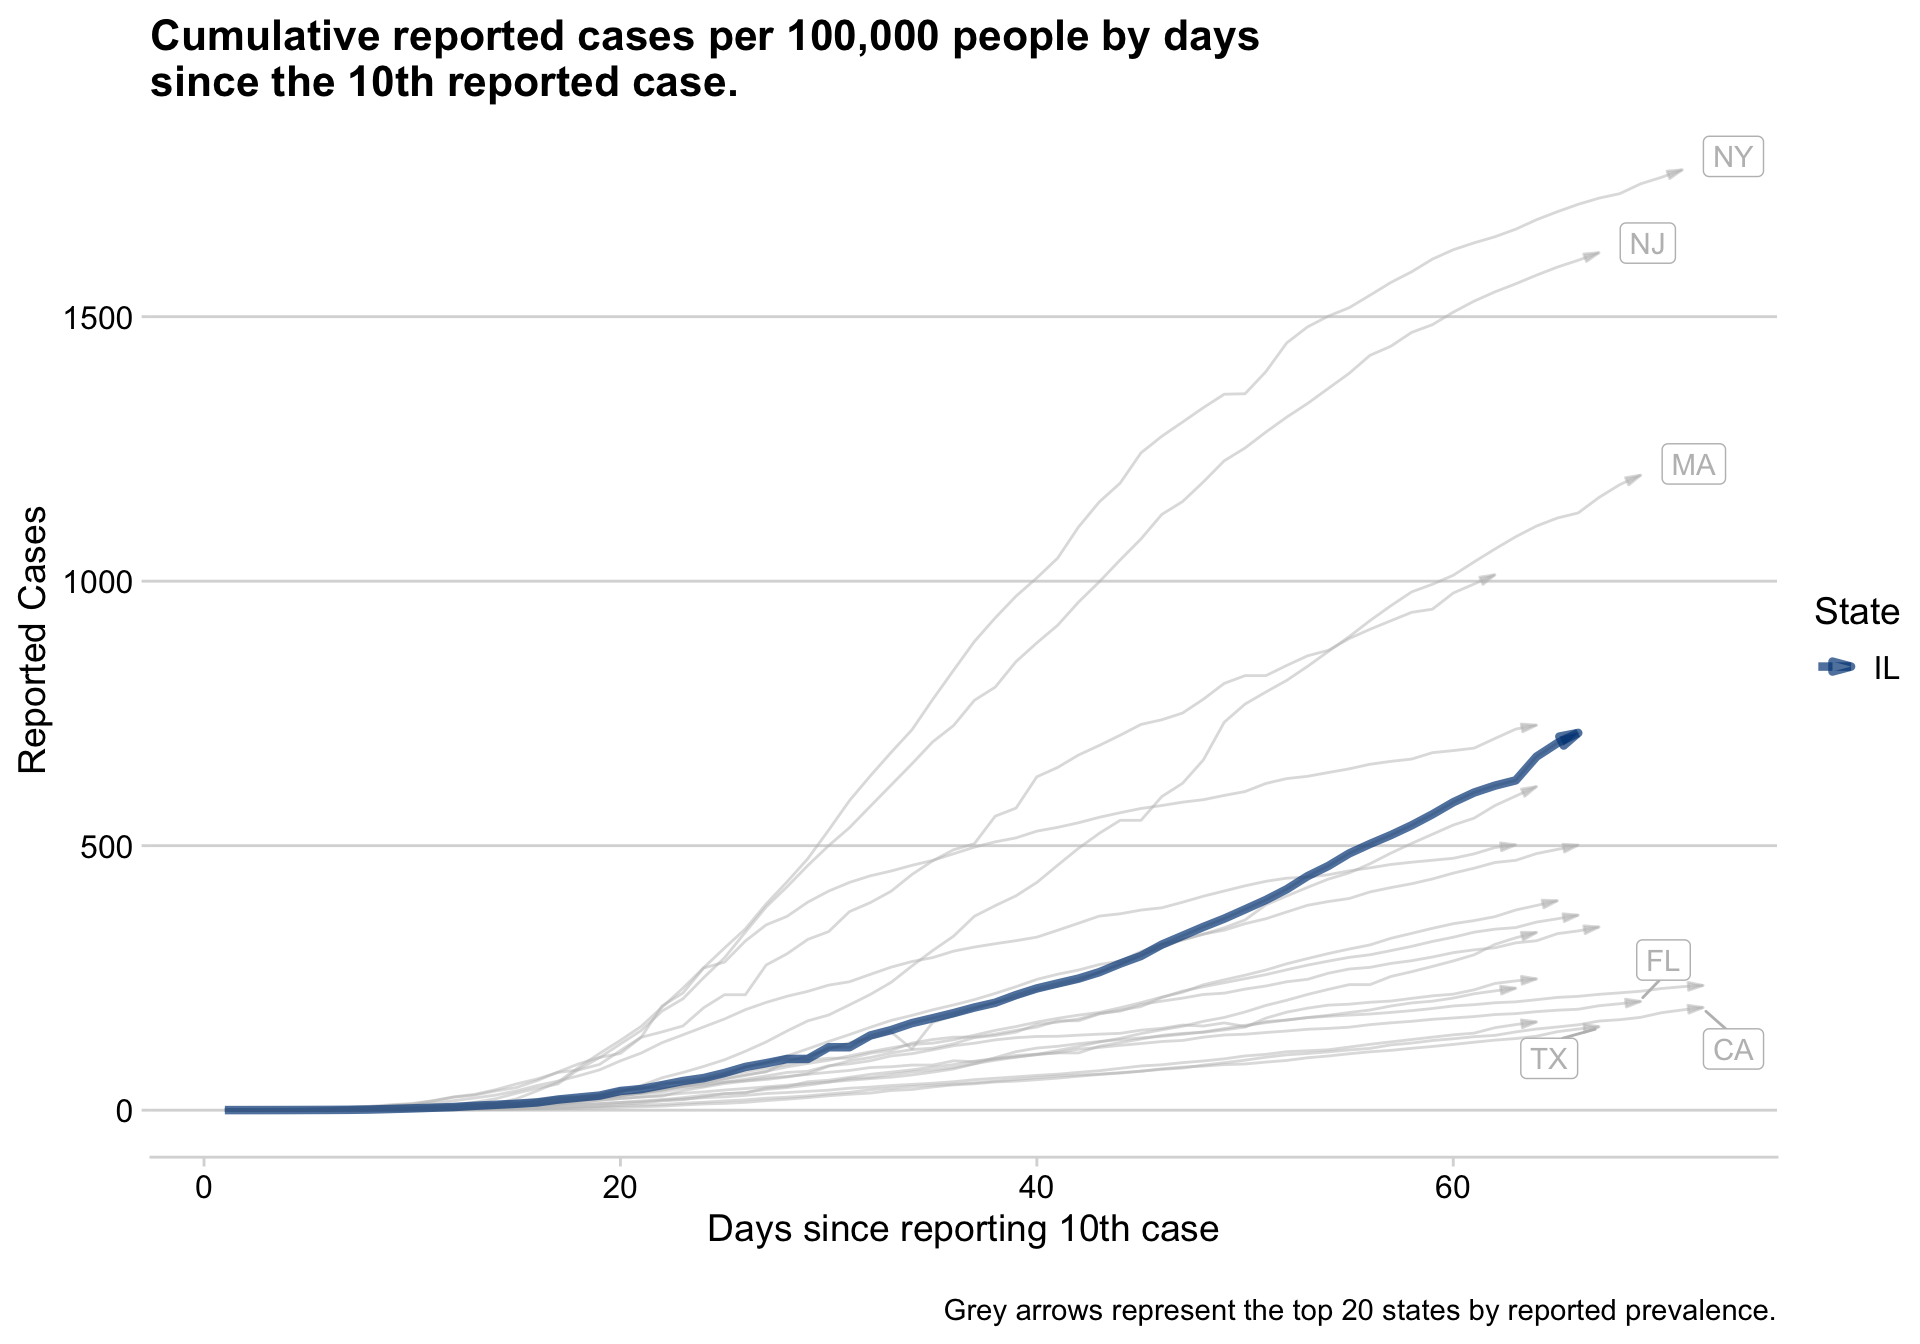 Cumulative reported cases per 100,000 people by days
since the 10th reported case.
NY
NJ
1500
MA
Reported Cases
1000
State
IL
500
FL
CA
TX
0
0
20
40
60
Days since reporting 10th case
Grey arrows represent the top 20 states by reported prevalence.